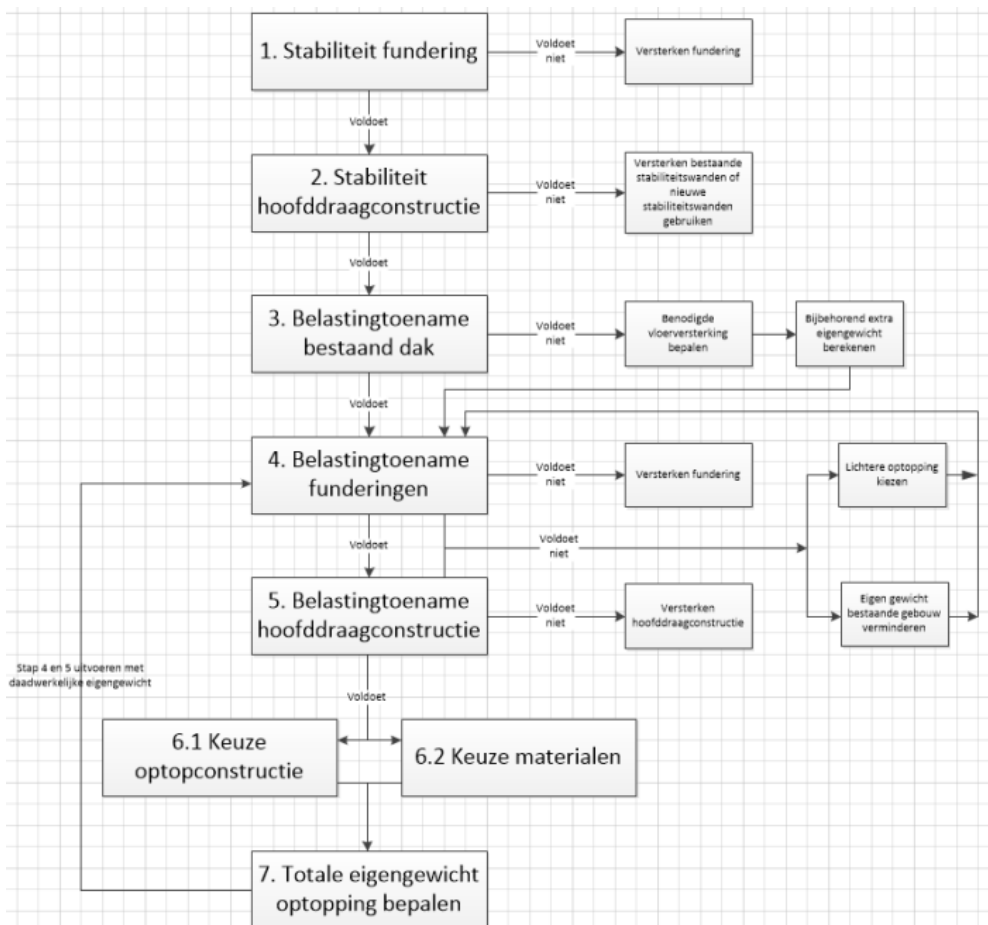 1. Stabiliteit fundering
Voldoet
niet
Versterken fundering
Voldoet
2. Stabiliteit
hoofddraagconstructie
Voldoet
niet
Versterken bestaande
stabiliteitswanden of
nieuwe
stabiliteitswanden
gebruiken
Voldoet
3. Belastingtoename
bestaand dak
Voldoet
niet
Benodigde
vloerversterking
bepalen
Bijbehorend extra
eigengewicht
berekenen
Voldoet
4. Belastingtoename
funderingen
Voldoet
niet
Versterken fundering
Lichtere optopping
kiezen
Voldoet
Voldoet
niet
5. Belastingtoename
hoofddraagconstructie
Voldoet
niet
Versterken
hoofddraagconstructie
Eigen gewicht
bestaande gebouw
verminderen
Stap 4 en 5 uitvoeren met
daadwerkelijke eigengewicht
Voldoet
6.1 Keuze
optopconstructie
6.2 Keuze materialen
7. Totale eigengewicht
optopping bepalen